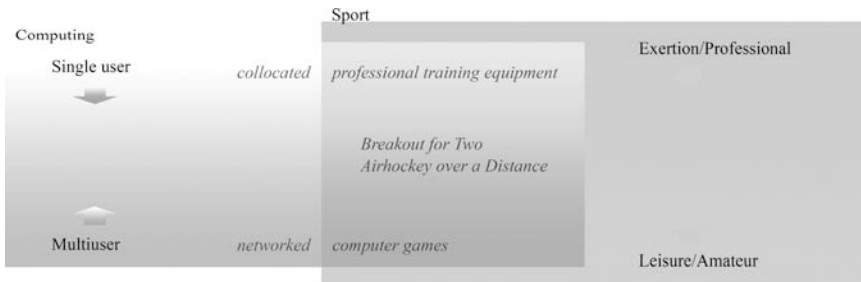 Sport
Computing
Exertion/Professional
Single user
collocated
professional training equipment
Breakout for Two
Airhockey over a Distance
Multiuser
networked
computer games
Leisure/Amateur